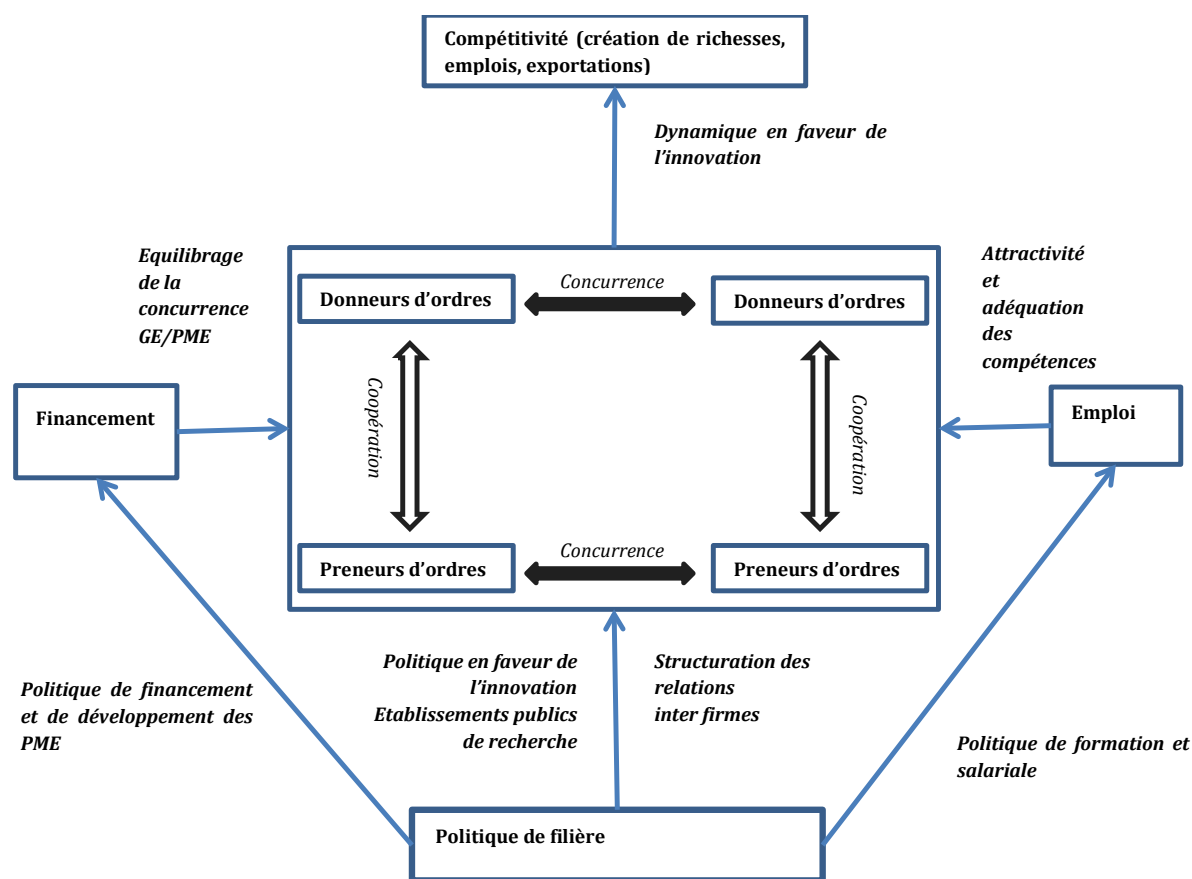 Compétitivité (création de richesses,
emplois, exportations)
Dynamique en faveur de
l’innovation
Equilibrage
de la
concurrence
GE/PME
Attractivité
et
adéquation
des
compétences
Donneurs d’ordres
Concurrence
Donneurs d’ordres
Coopération
Coopération
Financement
Emploi
Preneurs d’ordres
Concurrence
Preneurs d’ordres
Politique en faveur de
l’innovation
Etablissements publics
de recherche
Structuration des
relations
inter firmes
Politique de financement
et de développement des
PME
Politique de formation et
salariale
Politique de filière